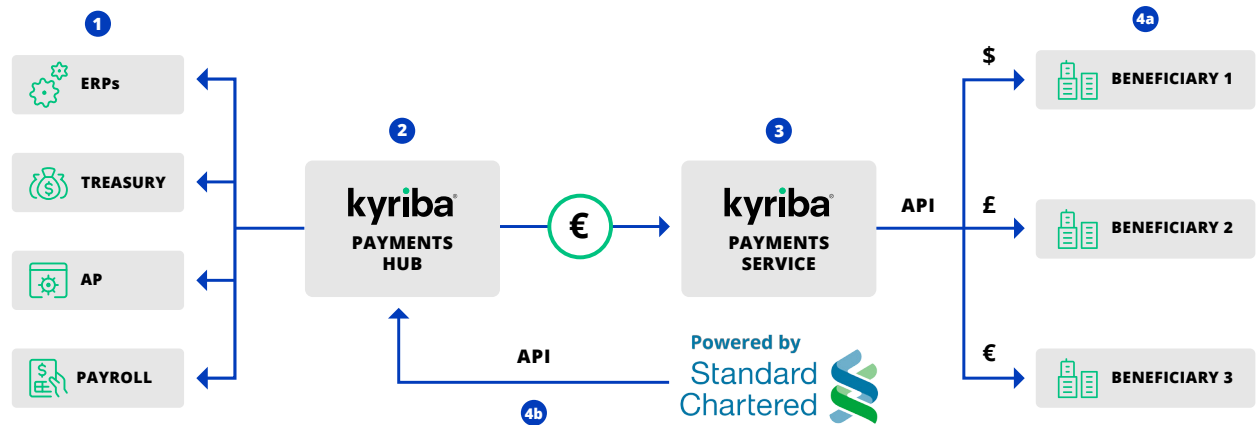 1
ERPs
TREASURY
AP
$
PAYROLL
2
kyriba®
PAYMENTS
HUB
€
3
kyriba®
PAYMENTS
SERVICE
API
4a
$
BENEFICIARY 1
£
BENEFICIARY 2
€
BENEFICIARY 3
API
4b
Powered by
Standard
Chartered